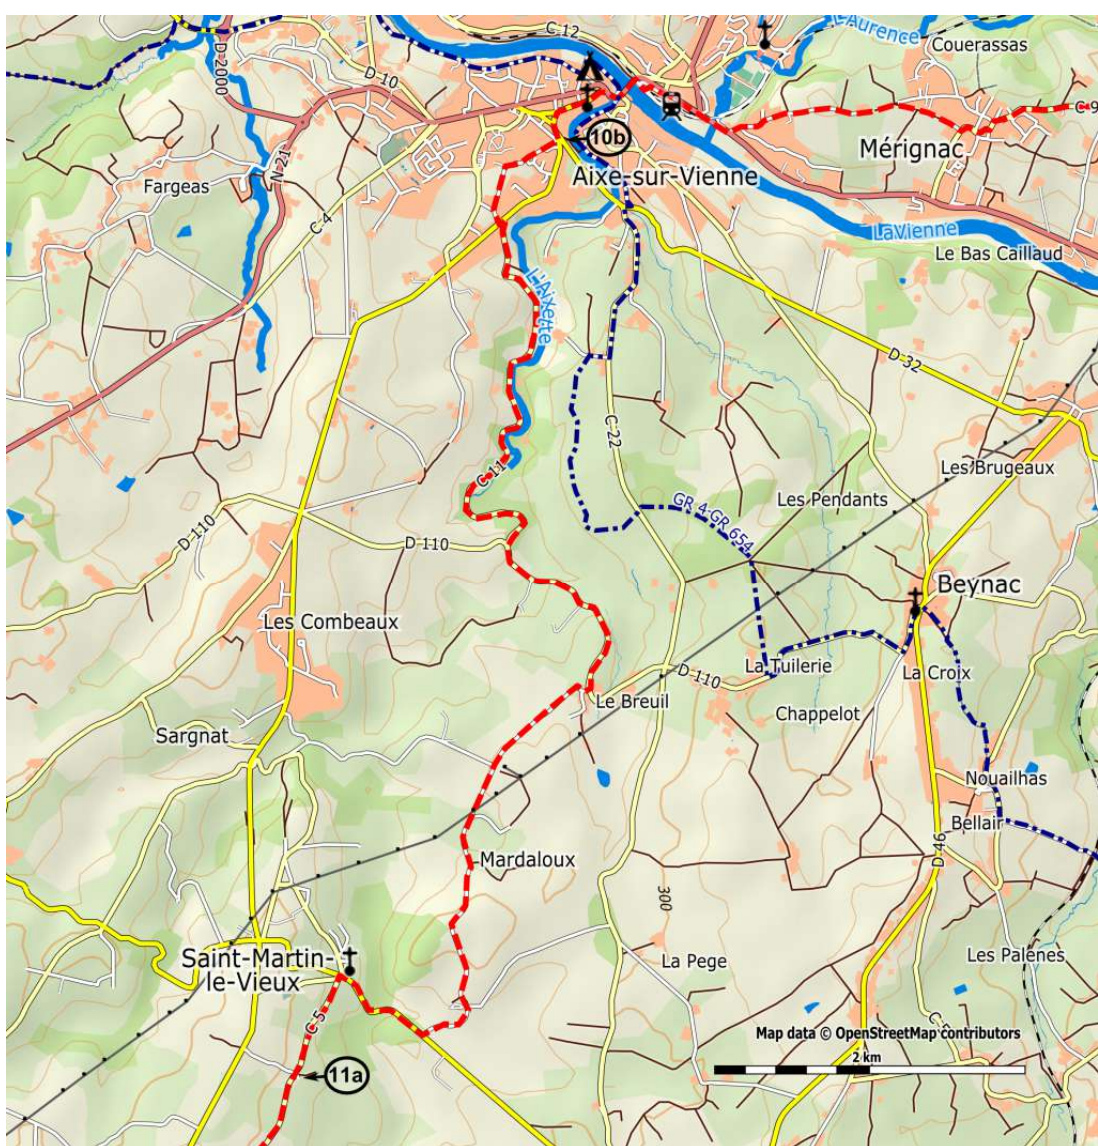 L'Aurence
C 12
Couerassas
D 2000
D 10
C 9
10b
Mérignac
Aixe-sur-Vienne
N 21
Fargeas
C 4
LaVienne
Le Bas Caillaud
L'Aixette
D 32
C 22
Les Brugeaux
C 11
Les Pendants
GR 4-GR 654
D 110
D 110
Beynac
Les Combeaux
La Tuilerie
D 110
La Croix
Le Breuil
Chappelot
Sargnat
Nouailhas
Bellair
D 46
Mardaloux
300
Saint-Martin-
le-Vieux
La Pege
Les Palenes
C 5
C 5
Map data © OpenStreetMap contributors
2 km
11a